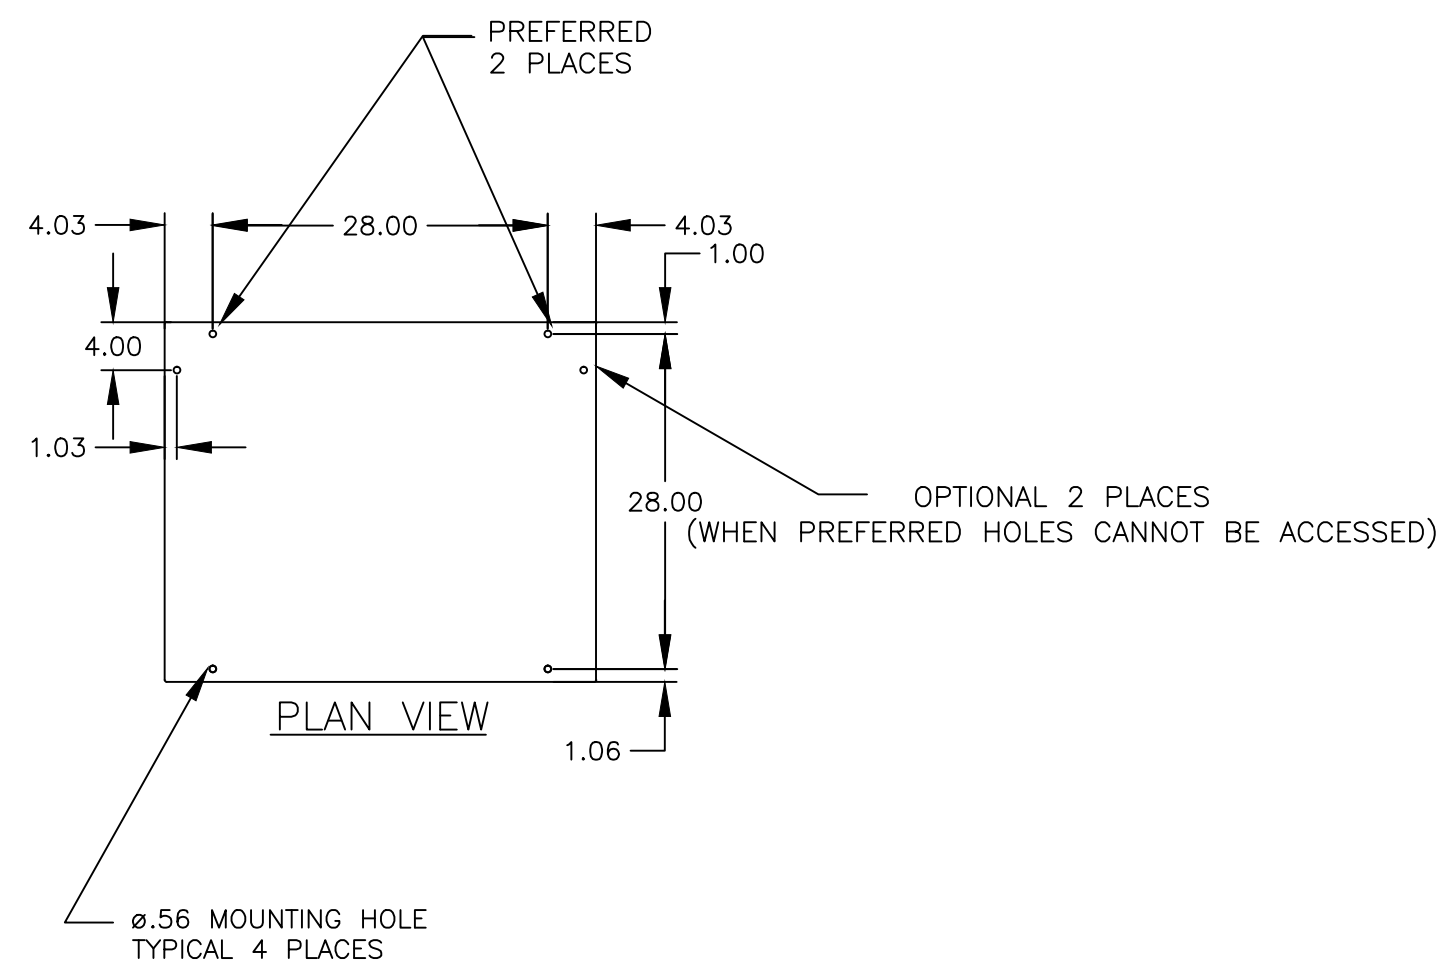 PREFERRED
2 PLACES
4.03
28.00
4.03
1.00
4.00
1.03
28.00
OPTIONAL 2 PLACES
(WHEN PREFERRED HOLES CANNOT BE ACCESSED)
PLAN VIEW
1.06
ø.56 MOUNTING HOLE
TYPICAL 4 PLACES